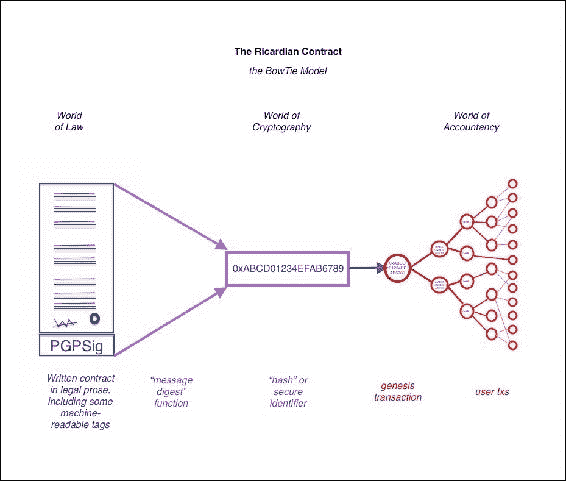 The Ricardian Contract
the BowTie Model
World
of Law
World of
Cryptography
World of
Accountancy
0xABCD01234EFAB6789
PGPSig
Written contract
in legal prose,
including some
machine-
readable tags
"message
digest"
function
"hash" or
secure
identifier
genesis
transaction
user txs